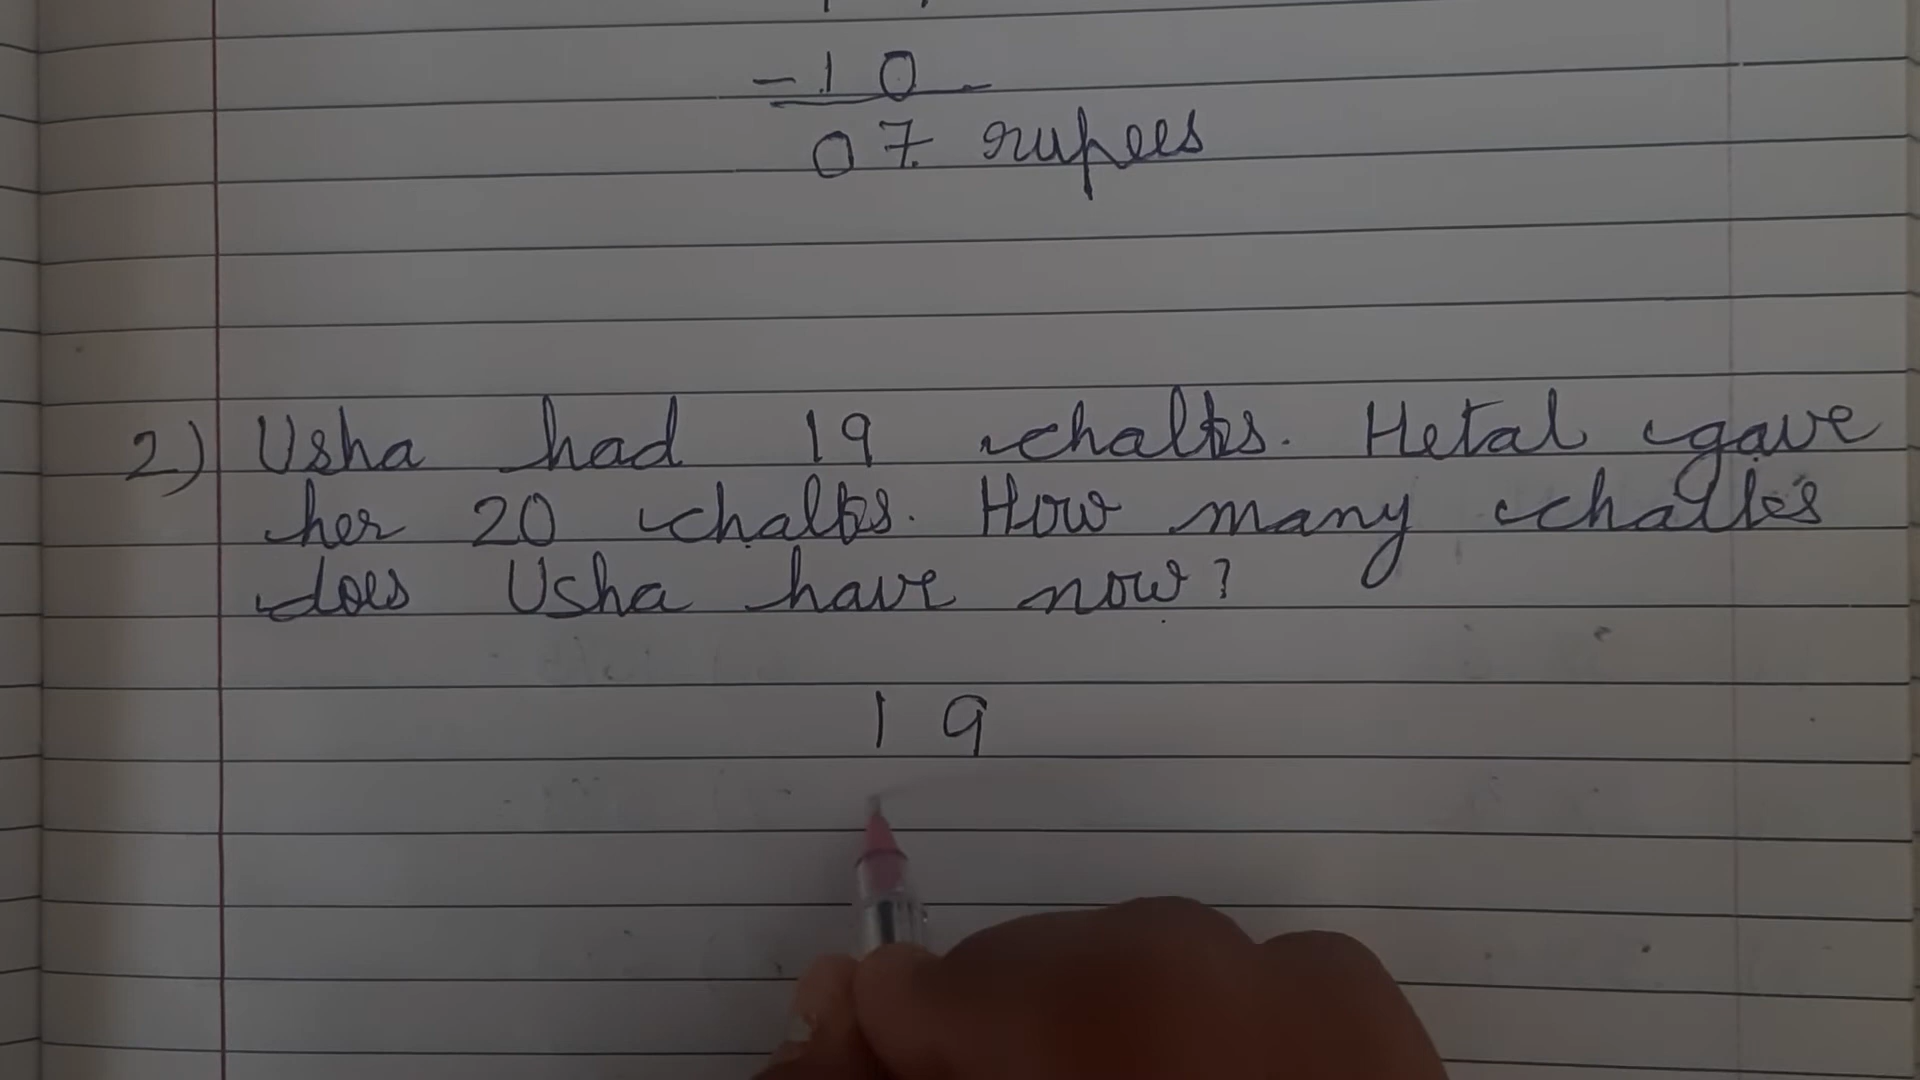 - 10
07 rupees
2) Usha had 19 chalks. Hetal gave
her 20 chalks. How many chalks
does Usha have now?
19